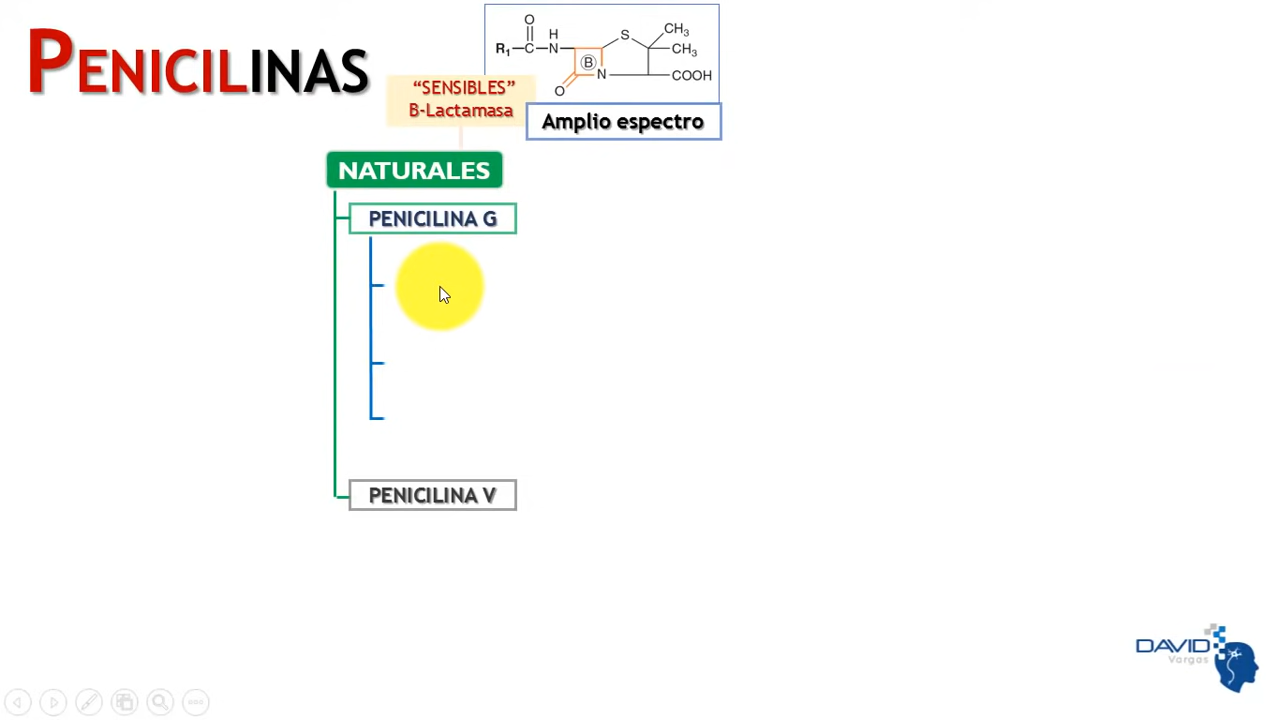 PENICILINAS
O
H
S
CH₃
R₁
C
N
CH₃
B
N
COOH
O
“SENSIBLES”
B-Lactamasa
Amplio espectro
NATURALES
PENICILINA G
PENICILINA V
DAVID
Vargas